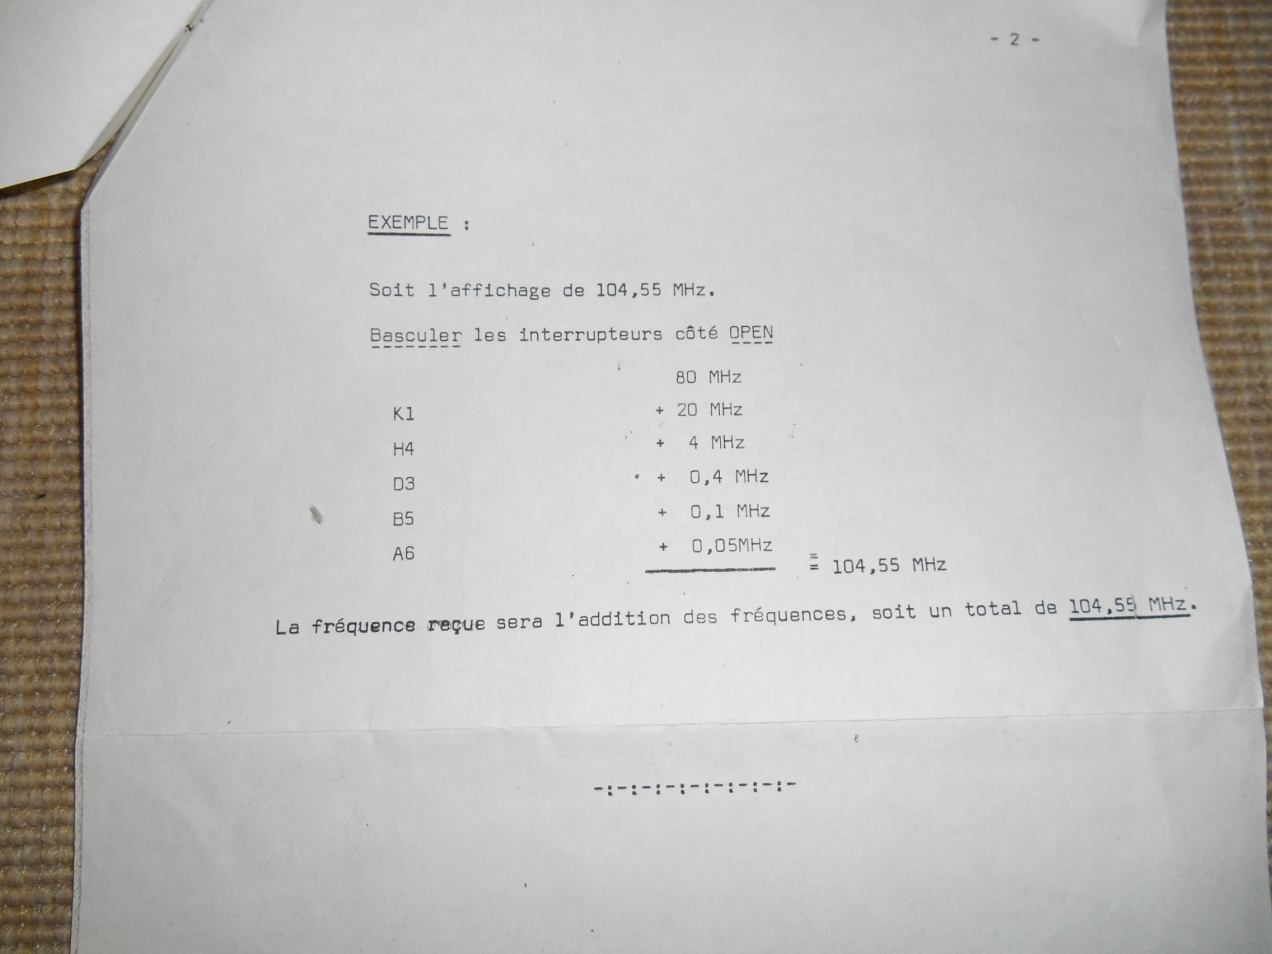 - 2 -
EXEMPLE :
Soit l'affichage de 104,55 MHz.
Basculer les interrupteurs côté OPEN
80 MHz
K1 + 20 MHz
H4 + 4 MHz
D3 + 0,4 MHz
B5 + 0,1 MHz
A6 + 0,05MHz
= 104,55 MHz
La fréquence reçue sera l'addition des fréquences, soit un total de 104,55 MHz.
-:-:-:-:-:-:-:-:-